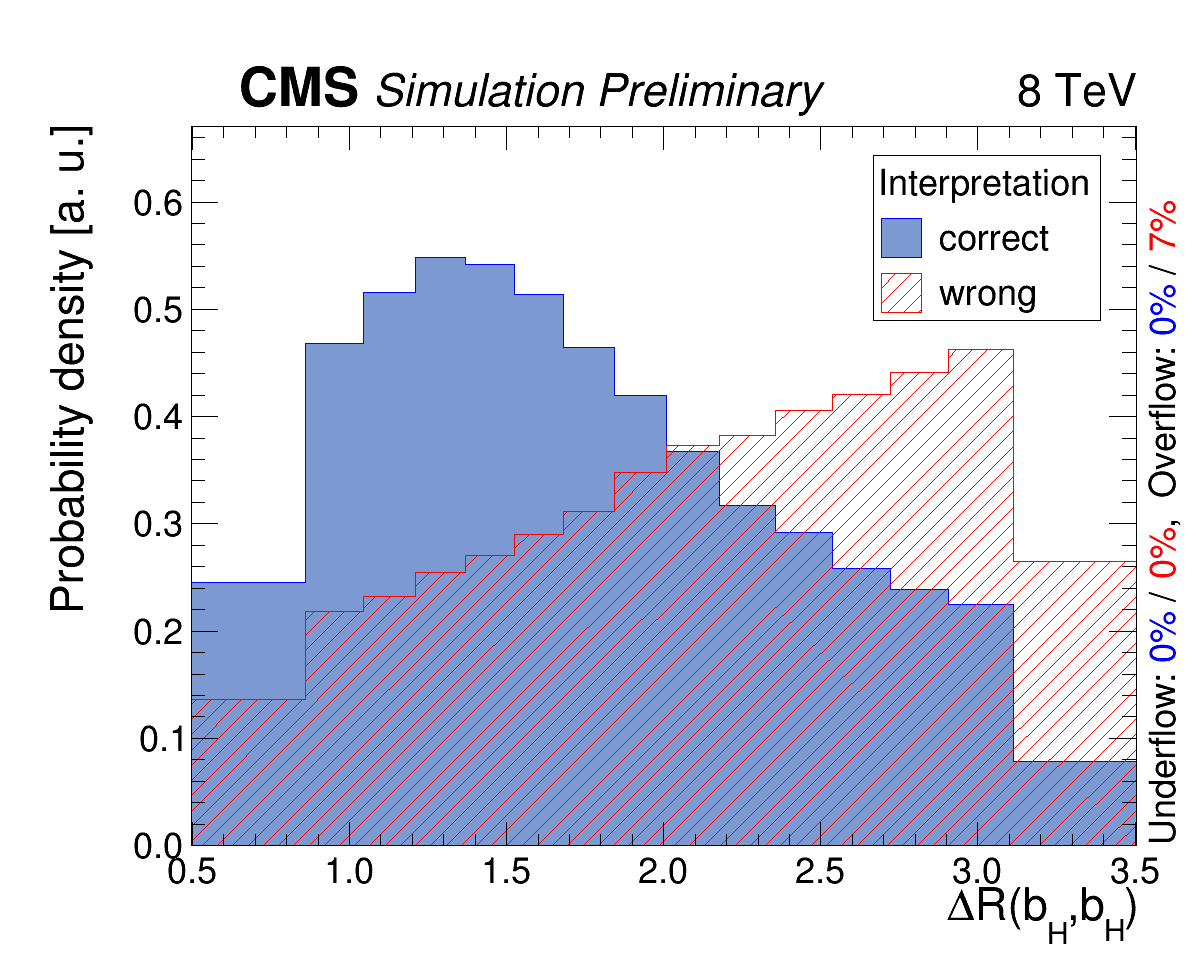 CMS Simulation Preliminary 8 TeV
Probability density [a. u.]
0.6
0.5
0.4
0.3
0.2
0.1
0.0
Interpretation
correct
wrong
0.5 1.0 1.5 2.0 2.5 3.0 3.5
ΔR(b_H,b_H)
Underflow: 0% / 0%, Overflow: 0% / 7%